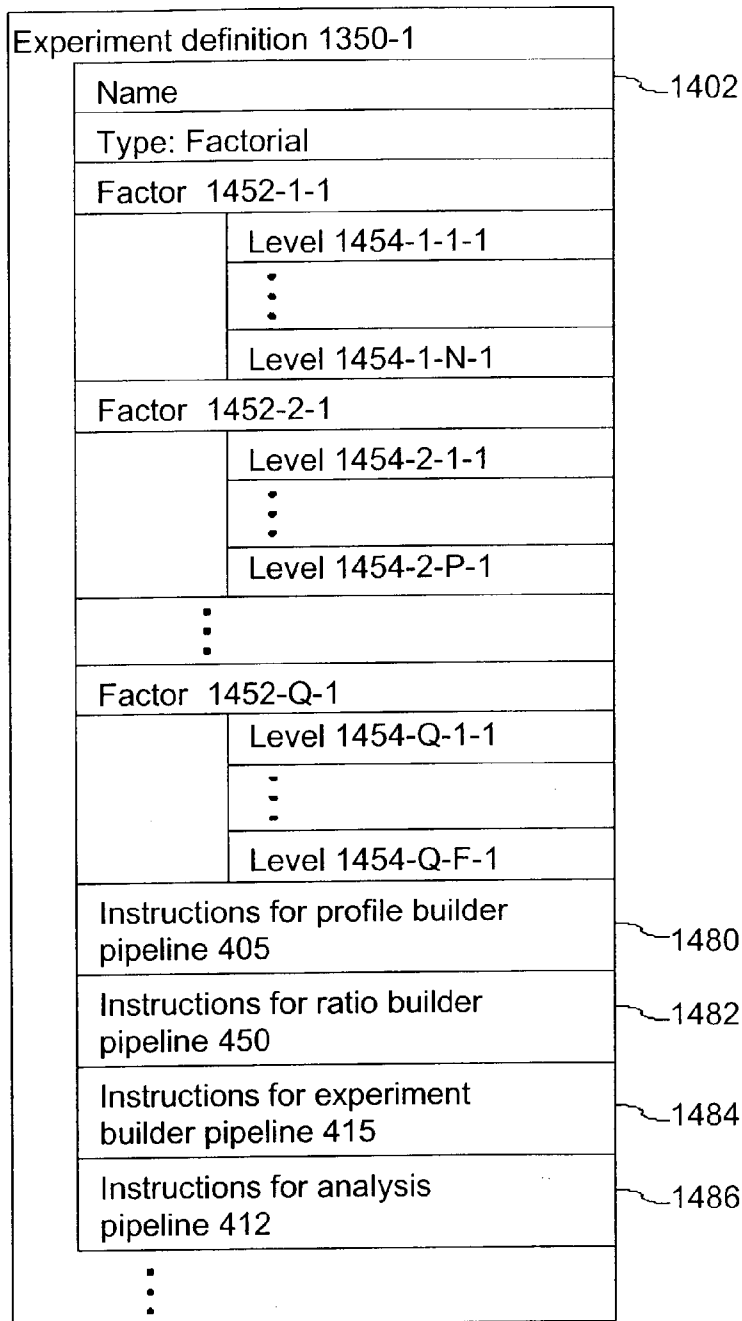 Experiment definition 1350-1
Name
1402
Type: Factorial
Factor 1452-1-1
Level 1454-1-1-1
Level 1454-1-N-1
Factor 1452-2-1
Level 1454-2-1-1
Level 1454-2-P-1
Factor 1452-Q-1
Level 1454-Q-1-1
Level 1454-Q-F-1
Instructions for profile builder
pipeline 405
1480
Instructions for ratio builder
pipeline 450
1482
Instructions for experiment
builder pipeline 415
1484
Instructions for analysis
pipeline 412
1486